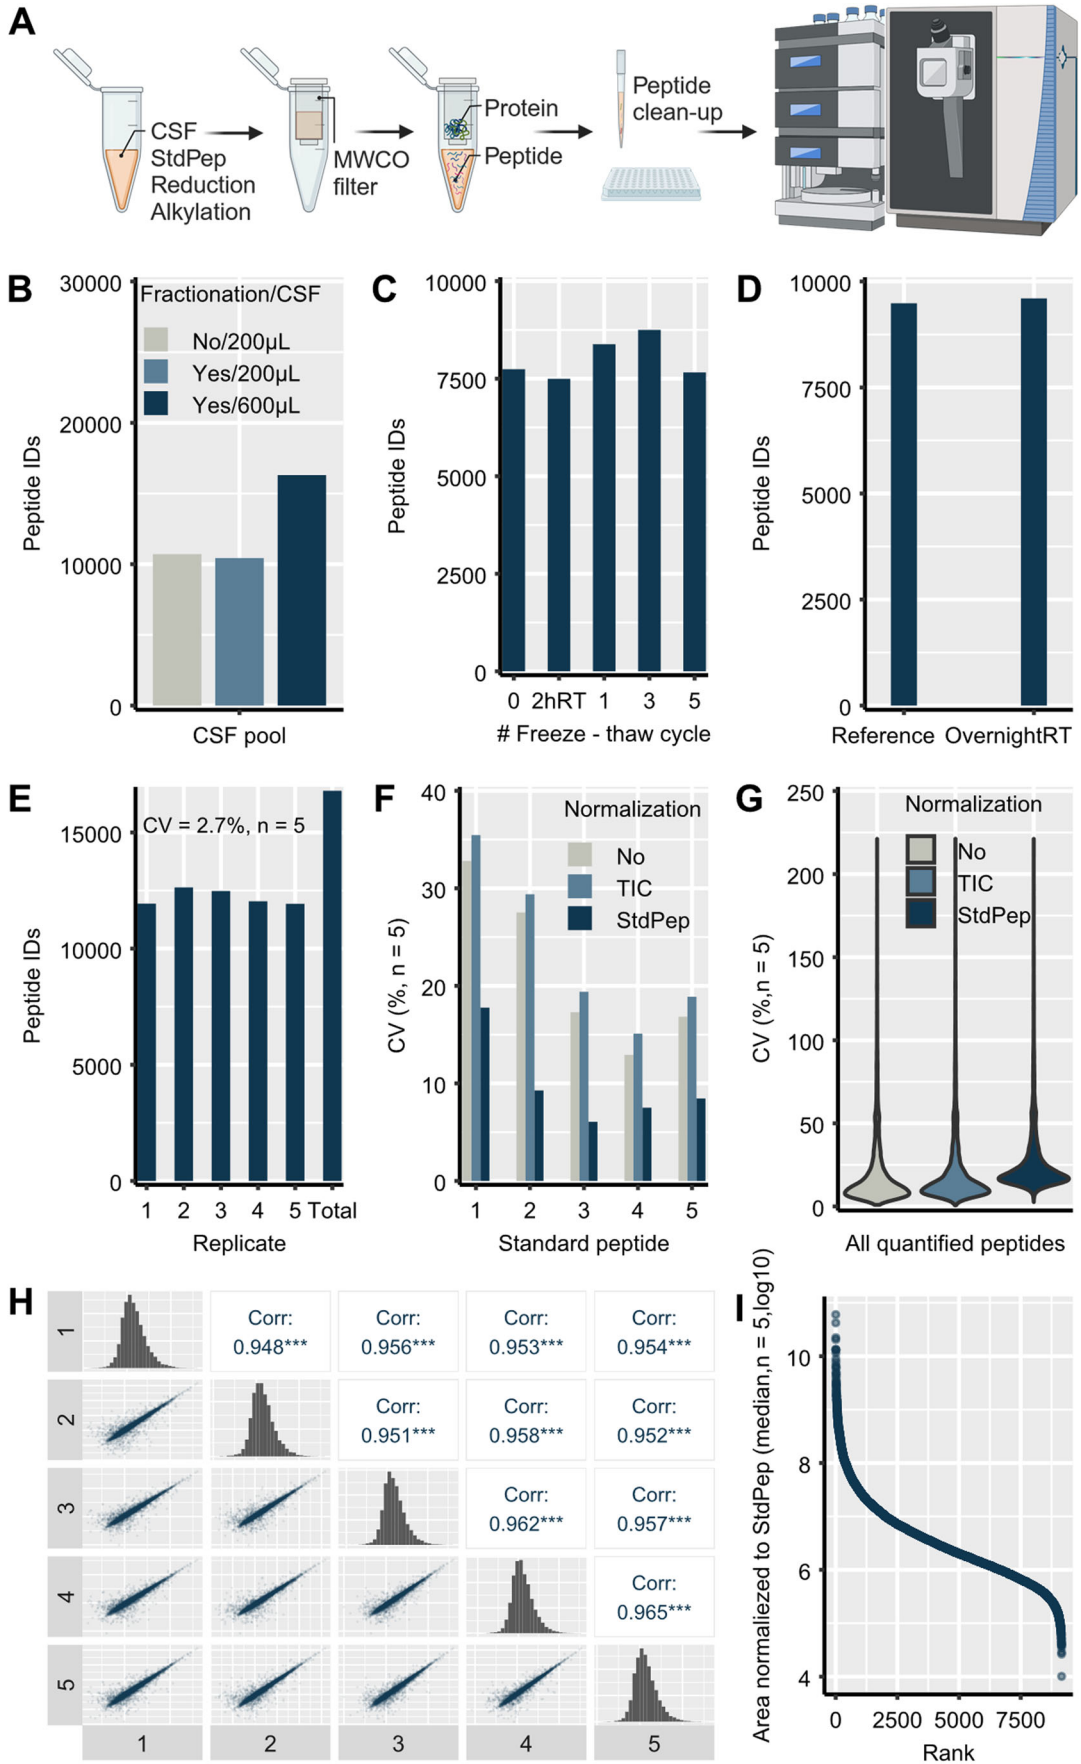 A
CSF
StdPep
Reduction
Alkylation
MWCO
filter
Protein
Peptide
Peptide
clean-up
B
Peptide IDs
30000
20000
10000
0
Fractionation/CSF
No/200µL
Yes/200µL
Yes/600µL
CSF pool
C
Peptide IDs
10000
7500
5000
2500
0
0 2hRT 1 3 5
# Freeze - thaw cycle
D
Peptide IDs
10000
7500
5000
2500
0
Reference OvernightRT
E
Peptide IDs
15000
10000
5000
0
CV = 2.7%, n = 5
1 2 3 4 5 Total
Replicate
F
CV (%, n = 5)
40
30
20
10
0
Normalization
No
TIC
StdPep
1 2 3 4 5
Standard peptide
G
CV (%,n = 5)
250
200
150
100
50
0
Normalization
No
TIC
StdPep
All quantified peptides
H
1
Corr:
0.948***
Corr:
0.956***
Corr:
0.953***
Corr:
0.954***
2
Corr:
0.951***
Corr:
0.958***
Corr:
0.952***
3
Corr:
0.962***
Corr:
0.957***
4
Corr:
0.965***
5
1 2 3 4 5
I
Area normaliezed to StdPep (median,n = 5,log10)
10
8
6
4
0 2500 5000 7500
Rank